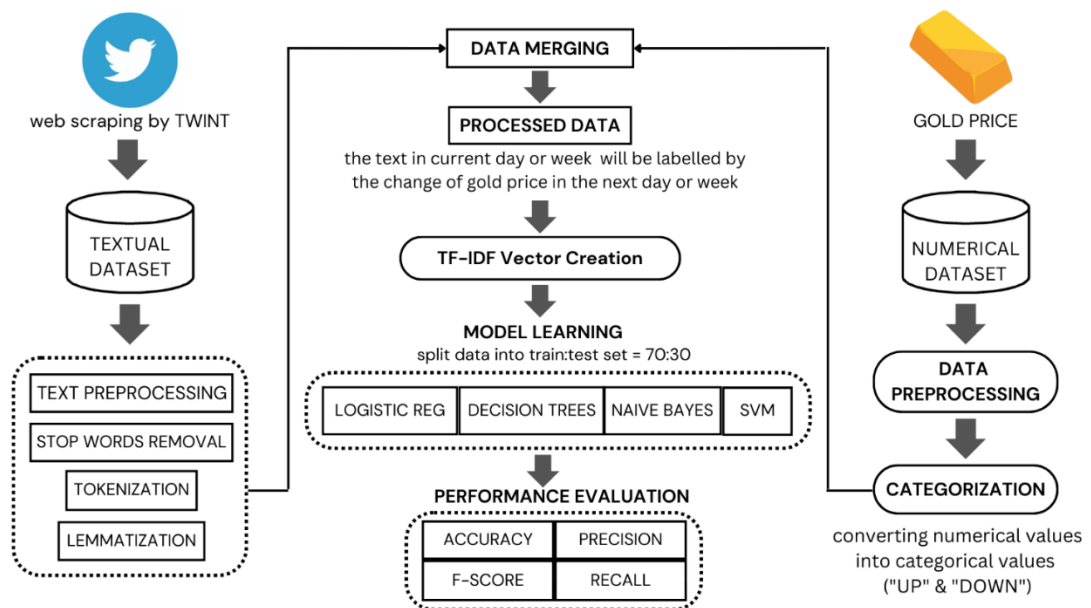 web scraping by TWINT
TEXTUAL
DATASET
TEXT PREPROCESSING
STOP WORDS REMOVAL
TOKENIZATION
LEMMATIZATION
DATA MERGING
PROCESSED DATA
the text in current day or week will be labelled by
the change of gold price in the next day or week
TF-IDF Vector Creation
MODEL LEARNING
split data into train:test set = 70:30
LOGISTIC REG DECISION TREES NAIVE BAYES SVM
PERFORMANCE EVALUATION
ACCURACY PRECISION
F-SCORE RECALL
GOLD PRICE
NUMERICAL
DATASET
DATA
PREPROCESSING
CATEGORIZATION
converting numerical values
into categorical values
("UP" & "DOWN")